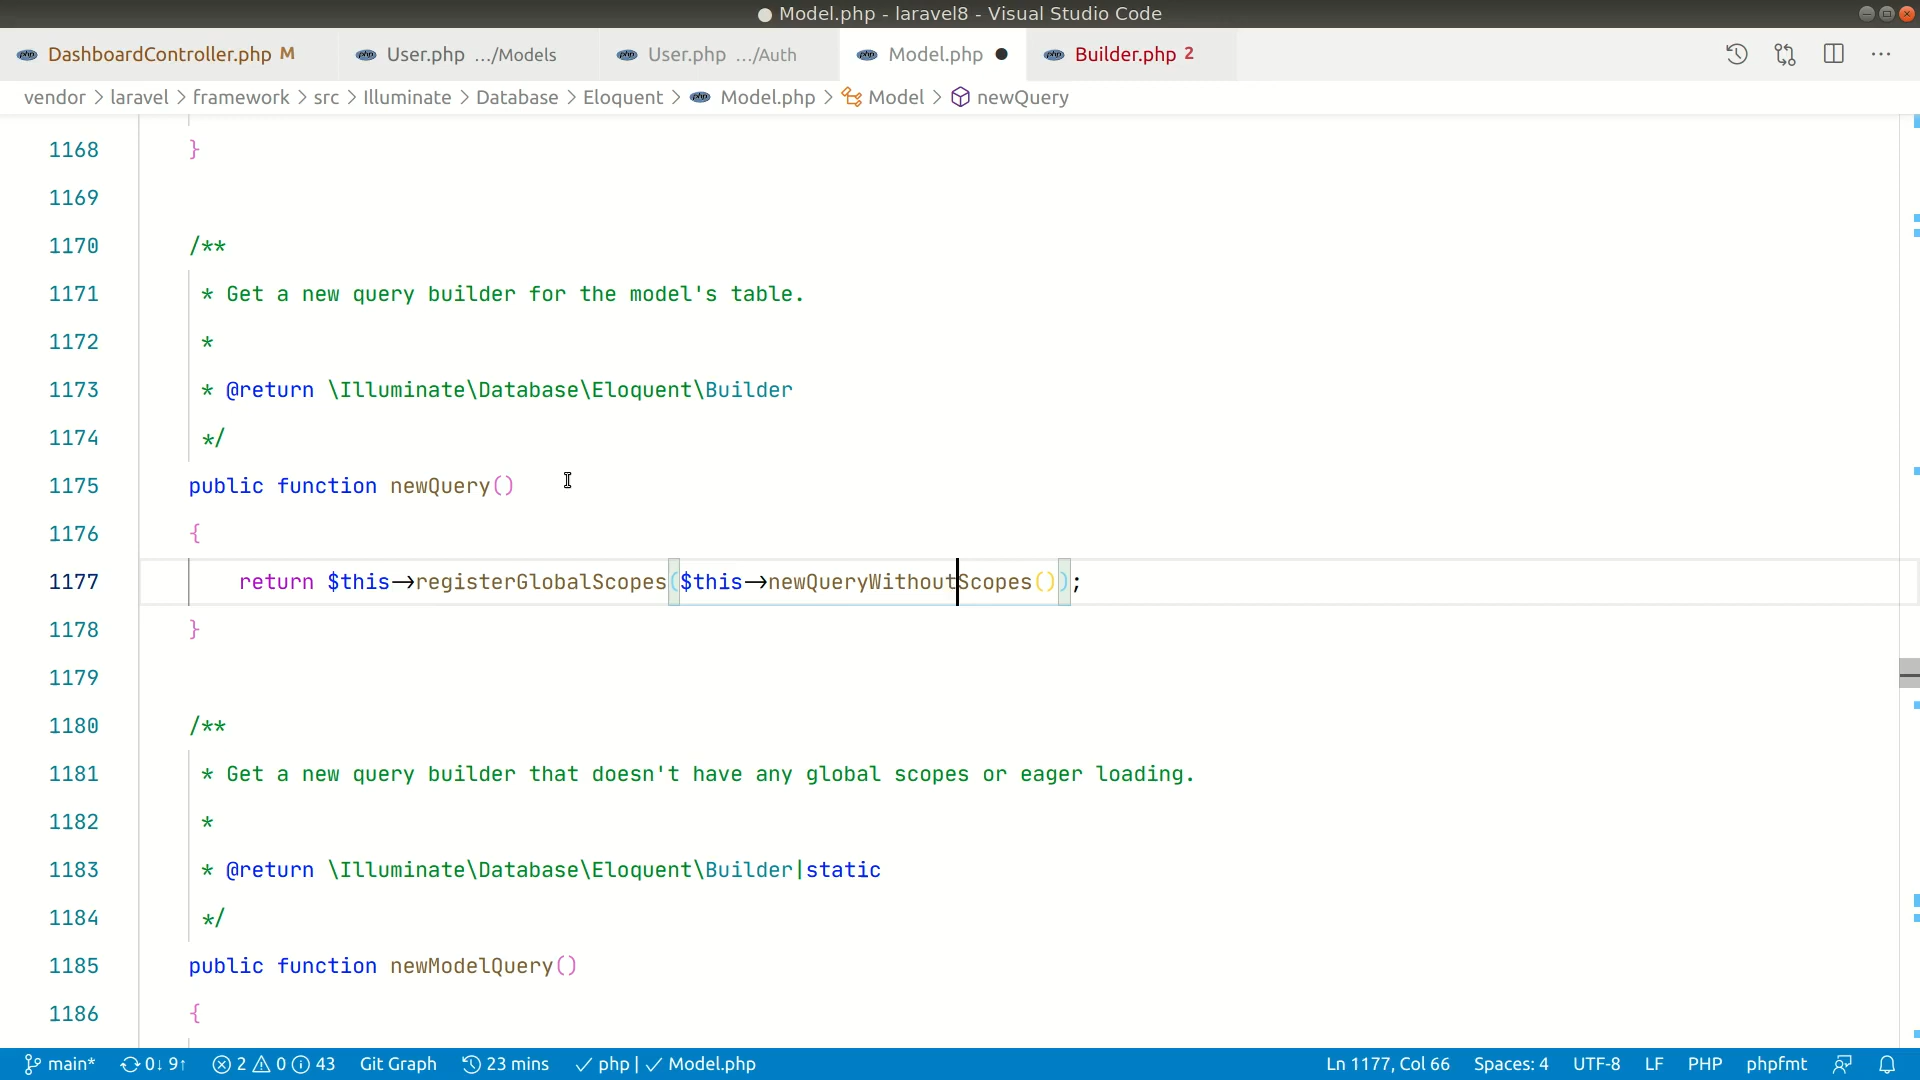 Model.php - laravel8 - Visual Studio Code
DashboardController.php M
User.php .../Models
User.php .../Auth
Model.php
Builder.php 2
vendor > laravel > framework > src > Illuminate > Database > Eloquent > Model.php > Model > newQuery
1168 }
1169
1170 /**
1171 * Get a new query builder for the model's table.
1172 *
1173 * @return \Illuminate\Database\Eloquent\Builder
1174 */
1175 public function newQuery()
1176 {
1177 return $this->registerGlobalScopes($this->newQueryWithoutScopes());
1178 }
1179
1180 /**
1181 * Get a new query builder that doesn't have any global scopes or eager loading.
1182 *
1183 * @return \Illuminate\Database\Eloquent\Builder|static
1184 */
1185 public function newModelQuery()
1186 {
main* 0↓ 9↑ 2 0 43 Git Graph 23 mins ✓ php | ✓ Model.php Ln 1177, Col 66 Spaces: 4 UTF-8 LF PHP phpfmt